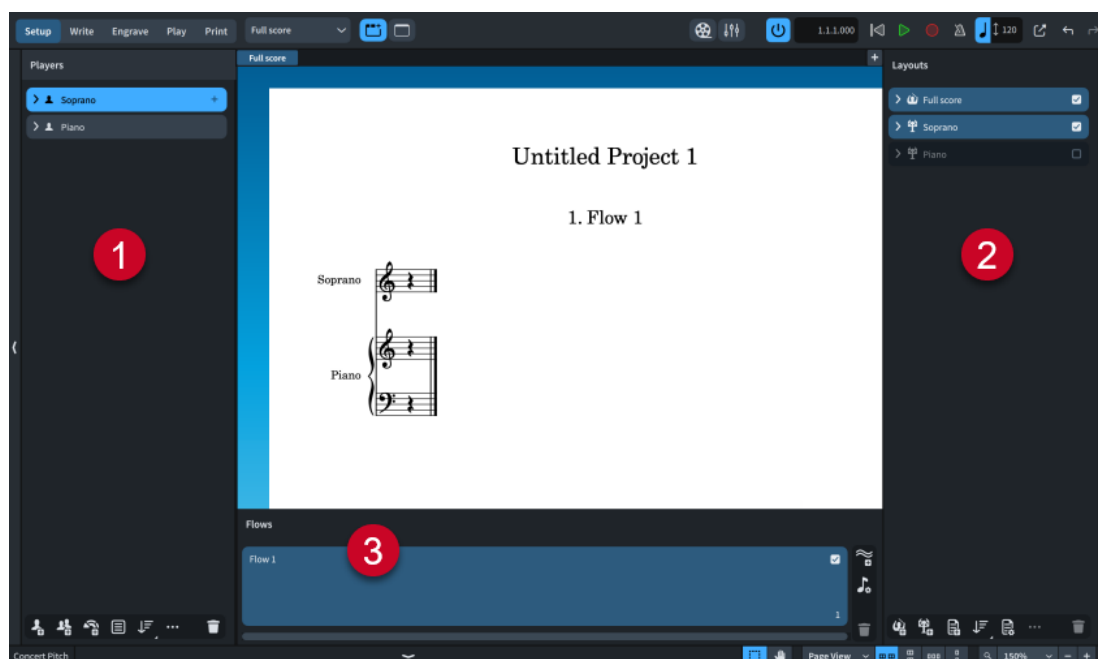 Setup Write Engrave Play Print Full score 1.1.1.000 120
Players
Soprano
Piano
1
Full score
Untitled Project 1
1. Flow 1
Soprano
Piano
Layouts
Full score
Soprano
Piano
2
Flows
3
Flow 1
1
Concert Pitch Page View 150%